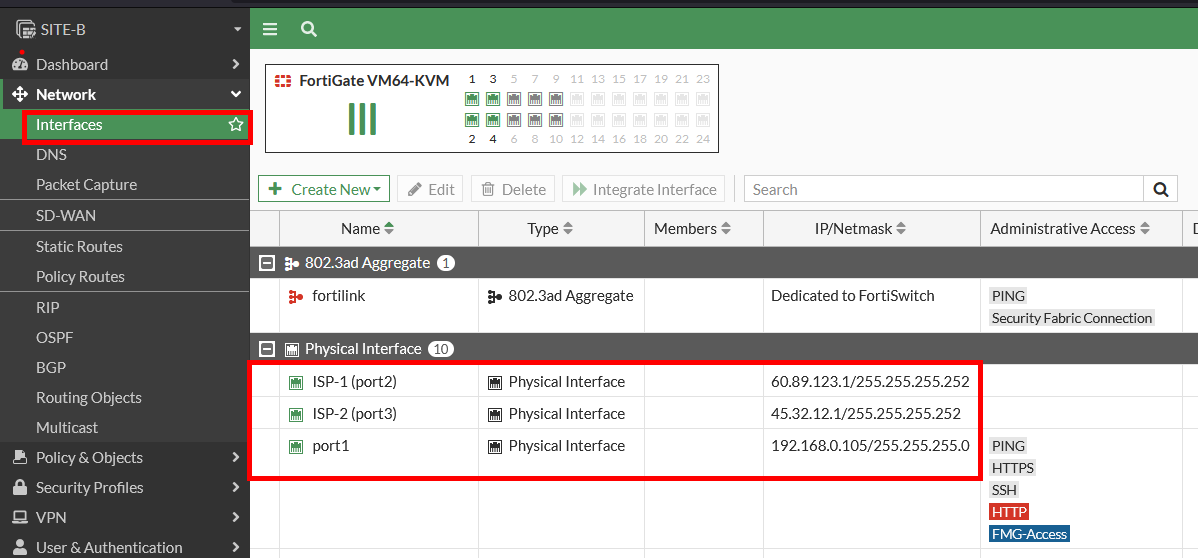 SITE-B
Dashboard
Network
Interfaces
DNS
Packet Capture
SD-WAN
Static Routes
Policy Routes
RIP
OSPF
BGP
Routing Objects
Multicast
Policy & Objects
Security Profiles
VPN
User & Authentication
FortiGate VM64-KVM
1 3 5 7 9 11 13 15 17 19 21 23
2 4 6 8 10 12 14 16 18 20 22 24
Create New Edit Delete Integrate Interface Search
Name Type Members IP/Netmask Administrative Access D
802.3ad Aggregate 1
fortilink 802.3ad Aggregate Dedicated to FortiSwitch PING
Security Fabric Connection
Physical Interface 10
ISP-1 (port2) Physical Interface 60.89.123.1/255.255.255.252
ISP-2 (port3) Physical Interface 45.32.12.1/255.255.255.252
port1 Physical Interface 192.168.0.105/255.255.255.0 PING
HTTPS
SSH
HTTP
FMG-Access